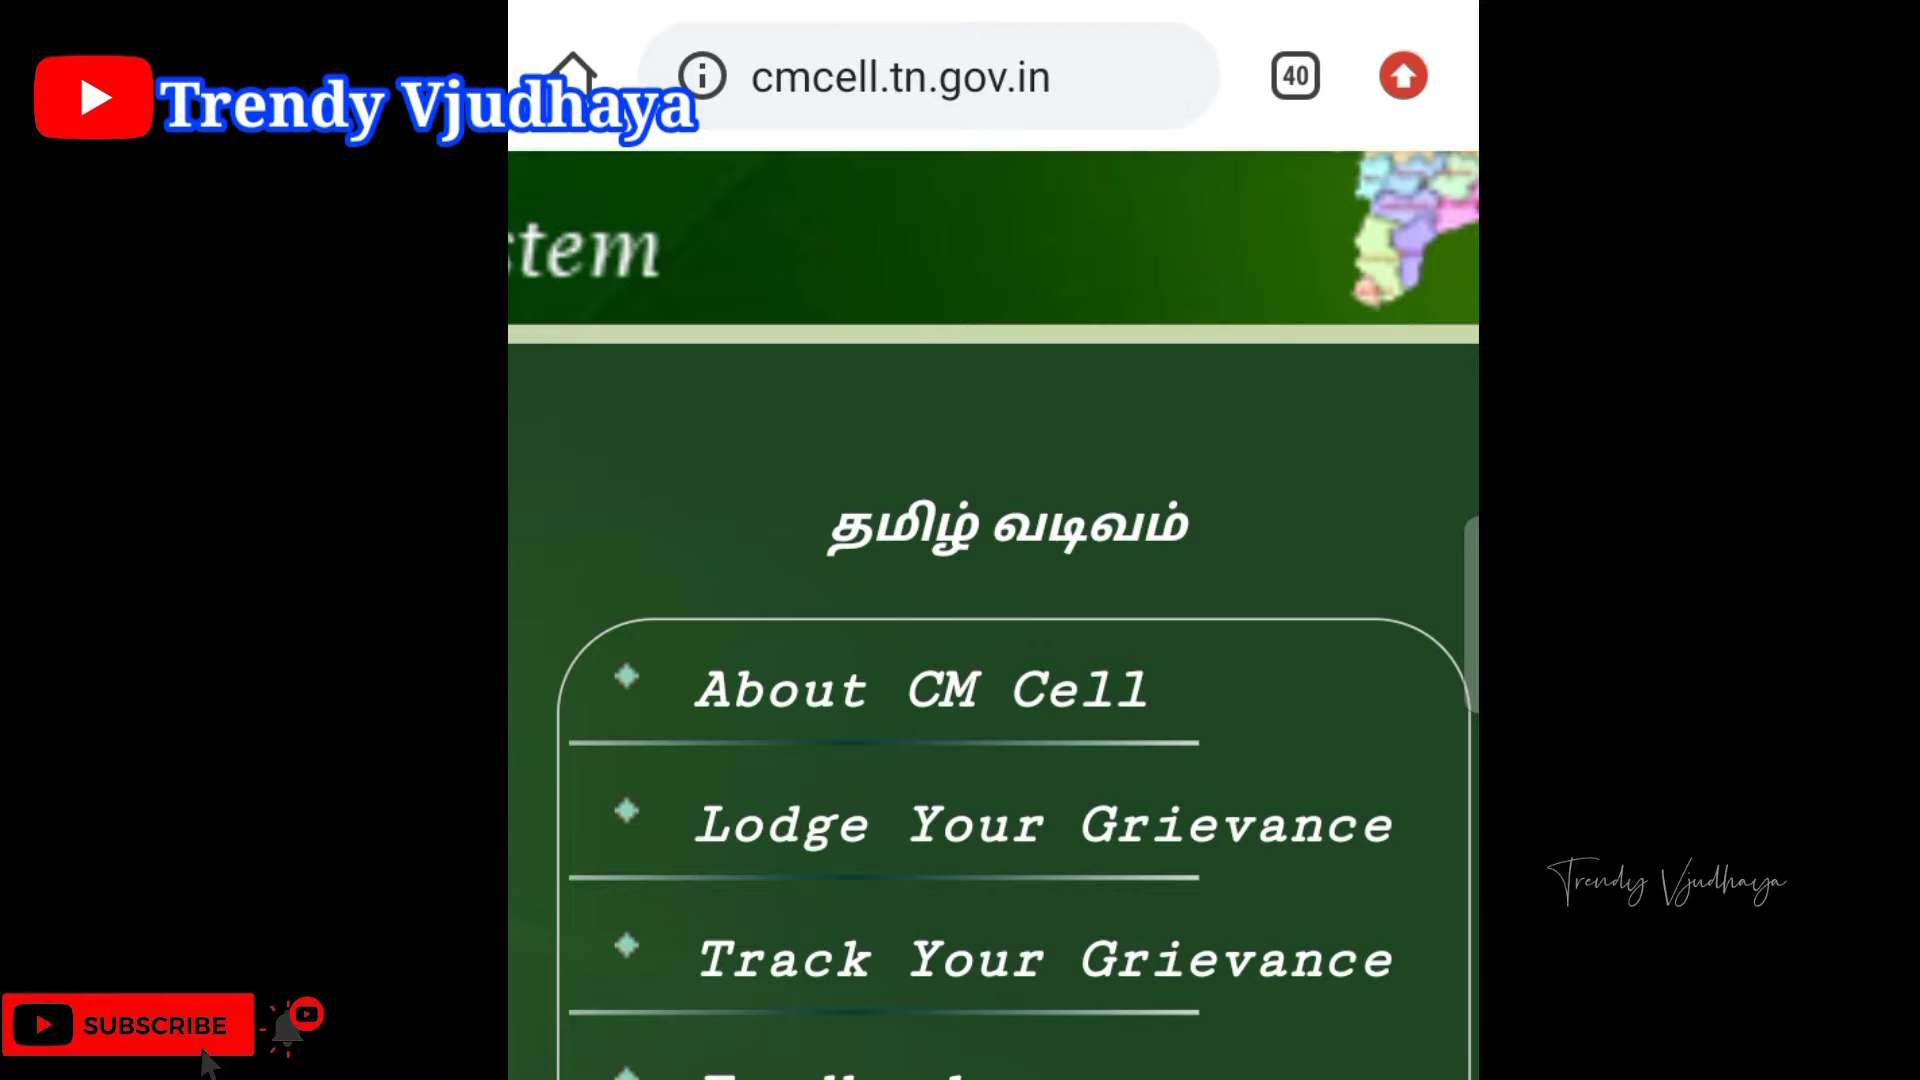 Trendy Vjudhaya
cmcell.tn.gov.in
40
stem
தமிழ் வடிவம்
About CM Cell
Lodge Your Grievance
Track Your Grievance
Trendy Vjudhaya
SUBSCRIBE